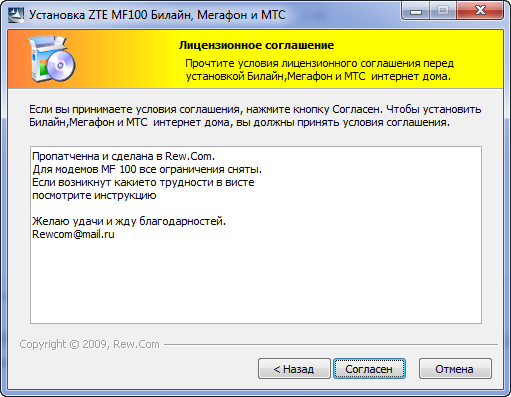 Установка ZTE MF100 Билайн, Мегафон и МТС
Лицензионное соглашение
Прочтите условия лицензионного соглашения перед
установкой Билайн,Мегафон и МТС интернет дома.
Если вы принимаете условия соглашения, нажмите кнопку Согласен. Чтобы установить
Билайн,Мегафон и МТС интернет дома, вы должны принять условия соглашения.
Пропатченна и сделана в Rew.Com.
Для модемов MF 100 все ограничения сняты.
Если возникнут какието трудности в висте
посмотрите инструкцию
Желаю удачи и жду благодарностей.
Rewcom@mail.ru
Copyright © 2009, Rew.Com
< Назад
Согласен
Отмена